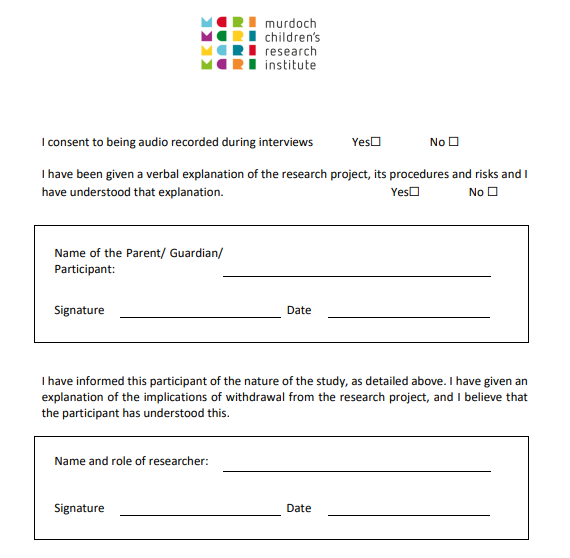 MCRI murdoch
MCRI children's
MCRI research
MCRI institute
I consent to being audio recorded during interviews Yes☐ No ☐
I have been given a verbal explanation of the research project, its procedures and risks and I
have understood that explanation. Yes☐ No ☐
Name of the Parent/ Guardian/
Participant:
Signature Date
I have informed this participant of the nature of the study, as detailed above. I have given an
explanation of the implications of withdrawal from the research project, and I believe that
the participant has understood this.
Name and role of researcher:
Signature Date